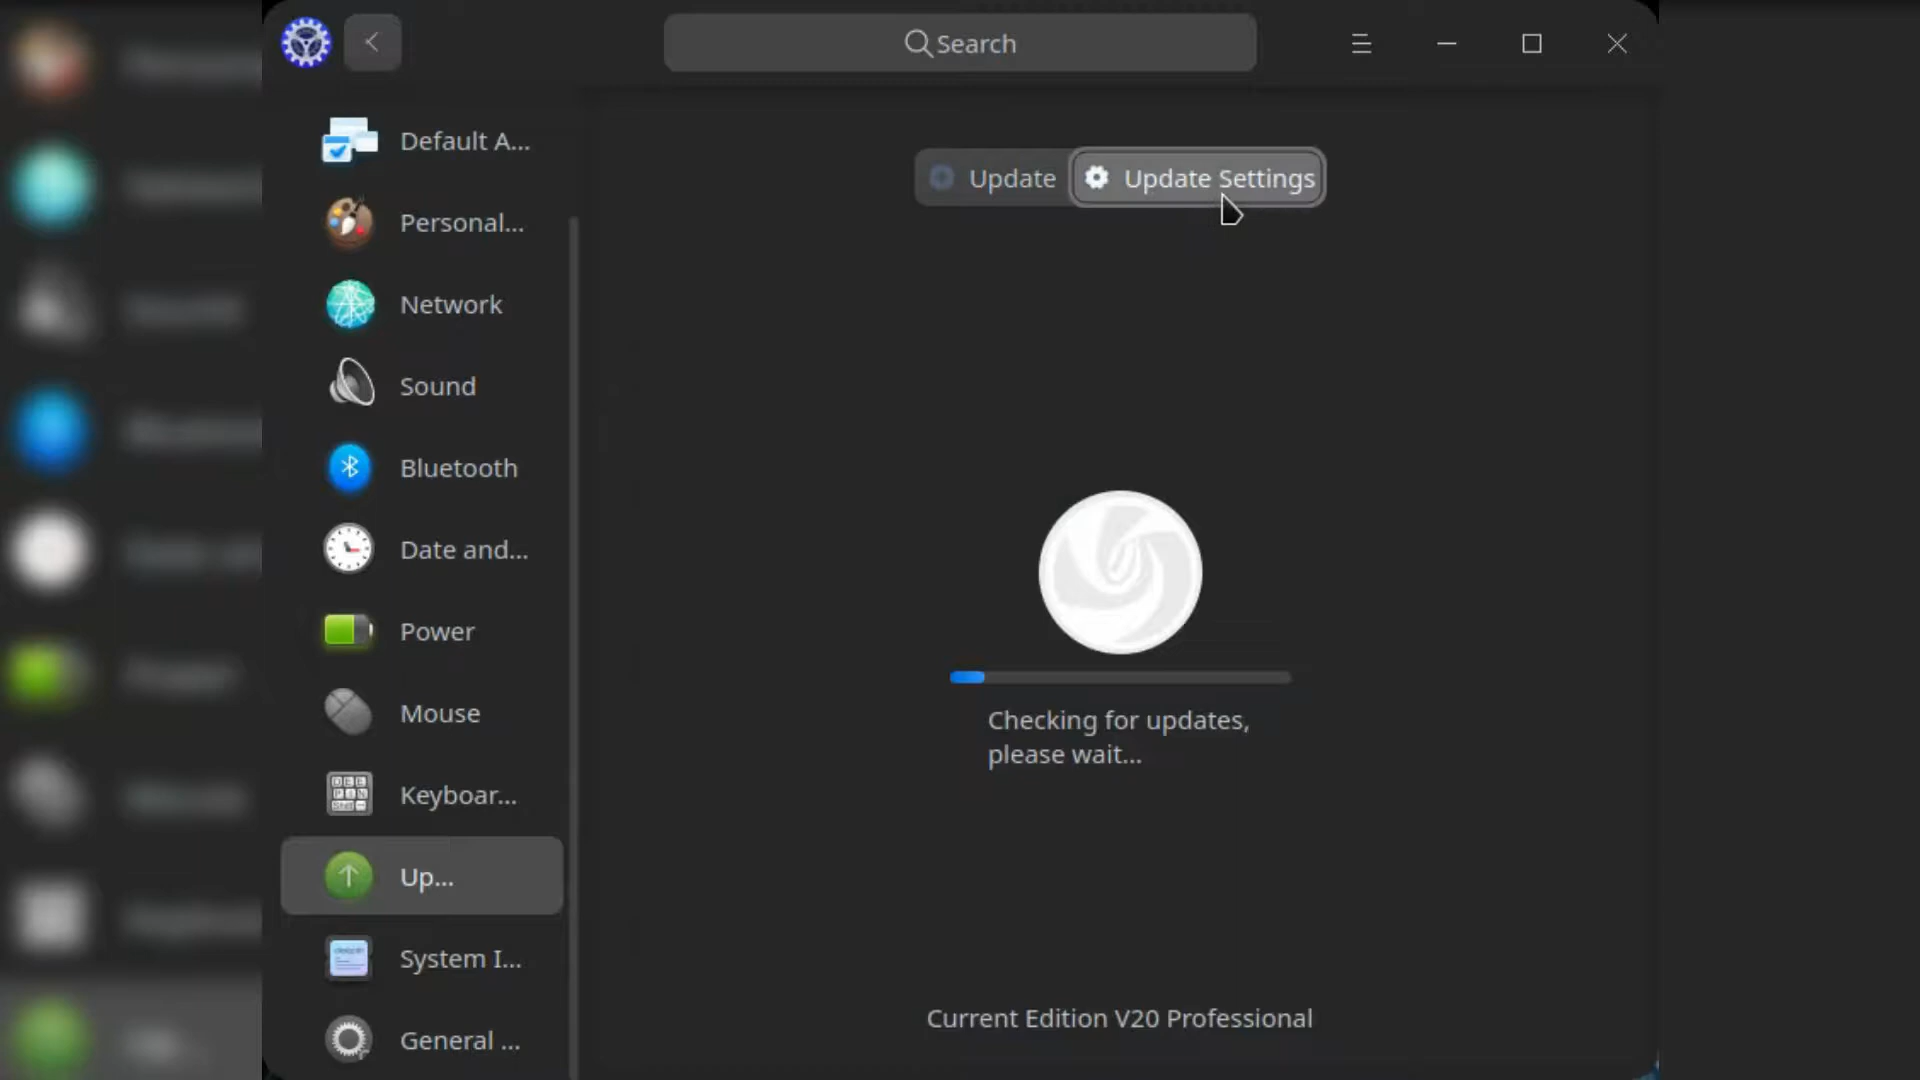 Search
Default A...
Personal...
Network
Sound
Bluetooth
Date and...
Power
Mouse
Keyboar...
Up...
System I...
General ...
Update
Update Settings
Checking for updates,
please wait...
Current Edition V20 Professional